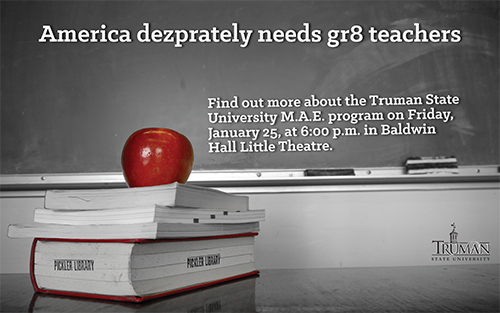 America dezprately needs gr8 teachers
Find out more about the Truman State
University M.A.E. program on Friday,
January 25, at 6:00 p.m. in Baldwin
Hall Little Theatre.
PICKLER LIBRARY
PICKLER LIBRARY
TRUMAN
STATE UNIVERSITY